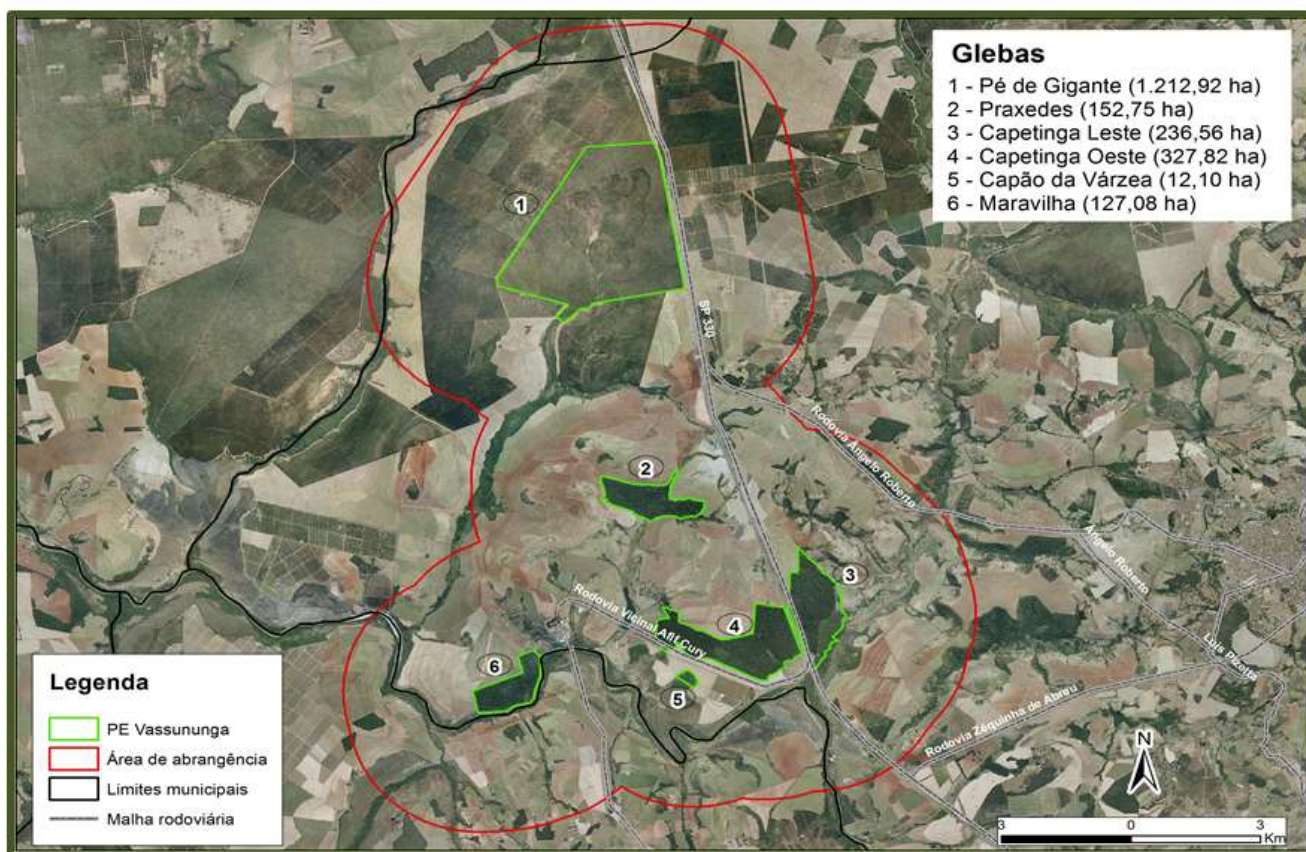 Glebas
1 - Pé de Gigante (1.212,92 ha)
2 - Praxedes (152,75 ha)
3 - Capetinga Leste (236,56 ha)
4 - Capetinga Oeste (327,82 ha)
5 - Capão da Várzea (12,10 ha)
6 - Maravilha (127,08 ha)
1
SP 330
Rodovia Ângelo Roberto
2
Ângelo Roberto
3
Rodovia Vicinal Afif Cury
4
Luis Pizetta
6
5
Rodovia Zéquinha de Abreu
Legenda
PE Vassununga
Área de abrangência
Limites municipais
Malha rodoviária
N
3
0
3
Km